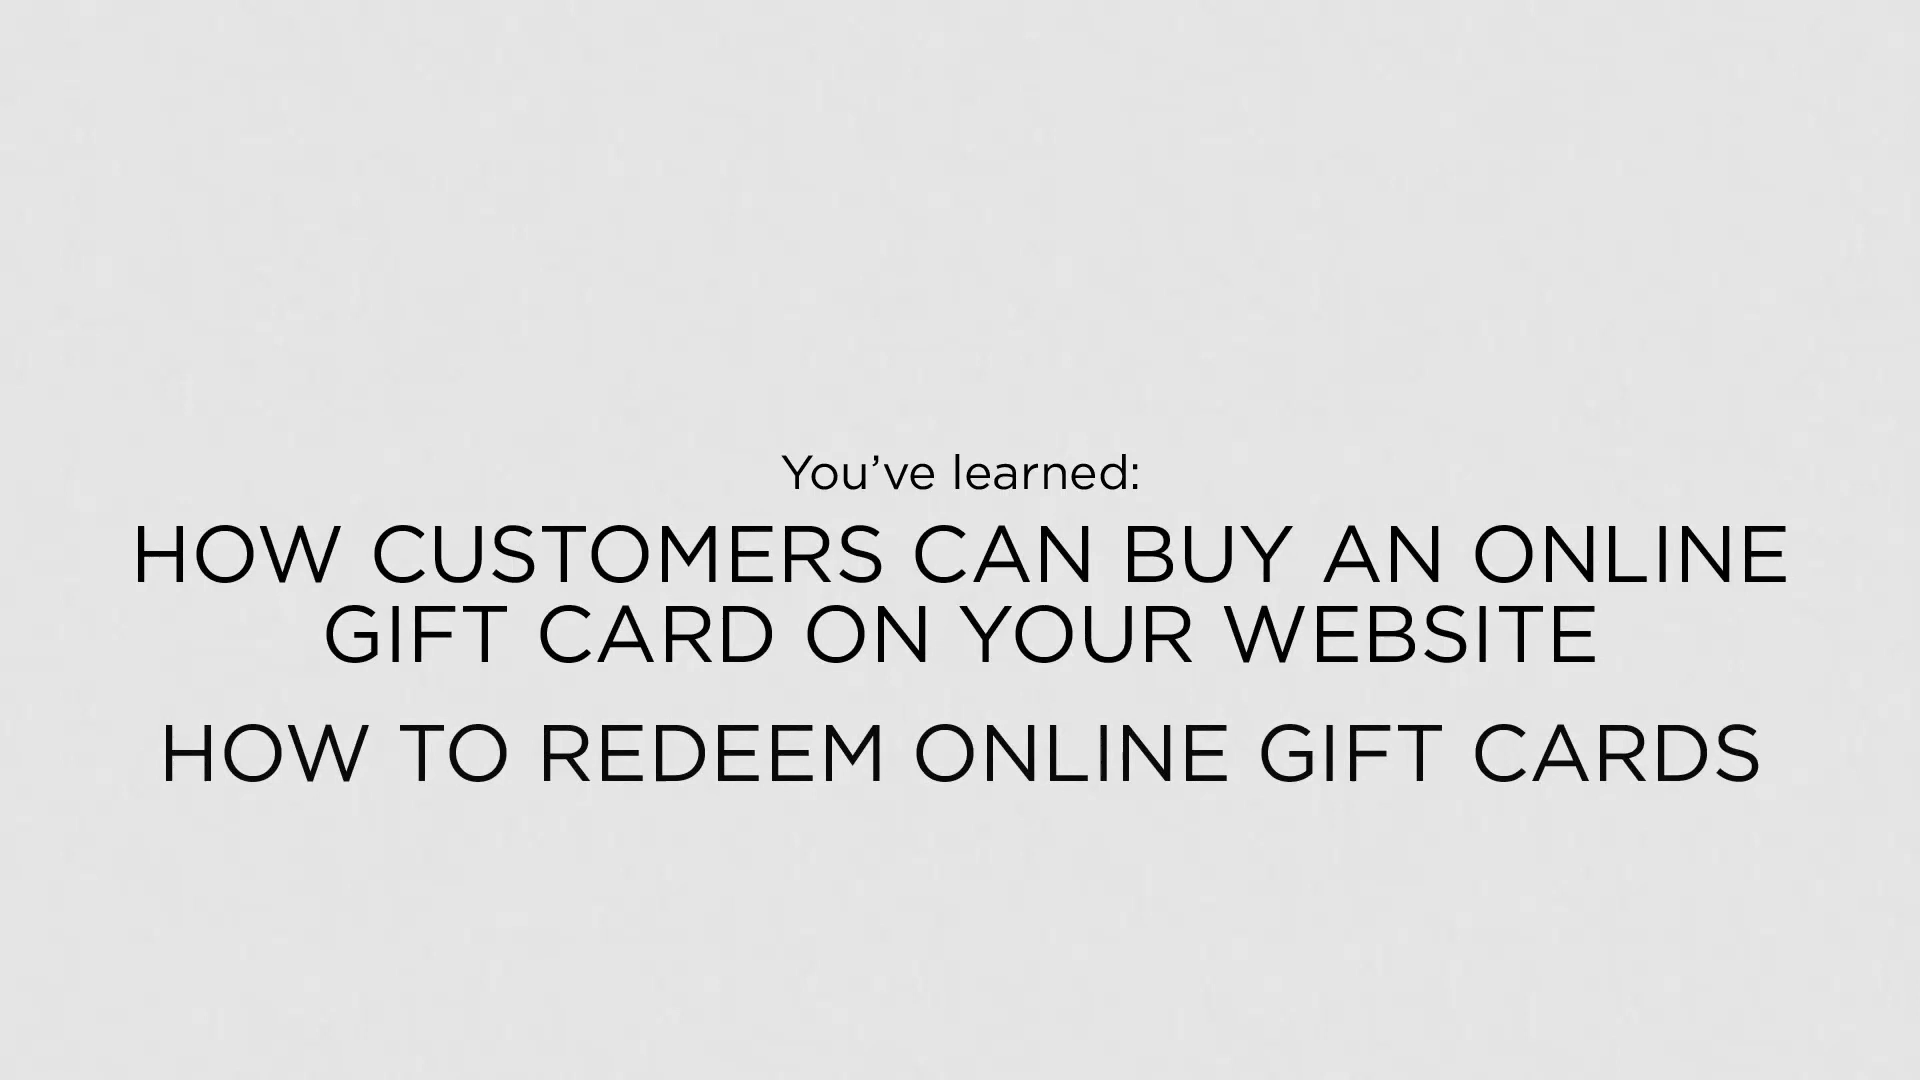 You’ve learned:
HOW CUSTOMERS CAN BUY AN ONLINE
GIFT CARD ON YOUR WEBSITE
HOW TO REDEEM ONLINE GIFT CARDS